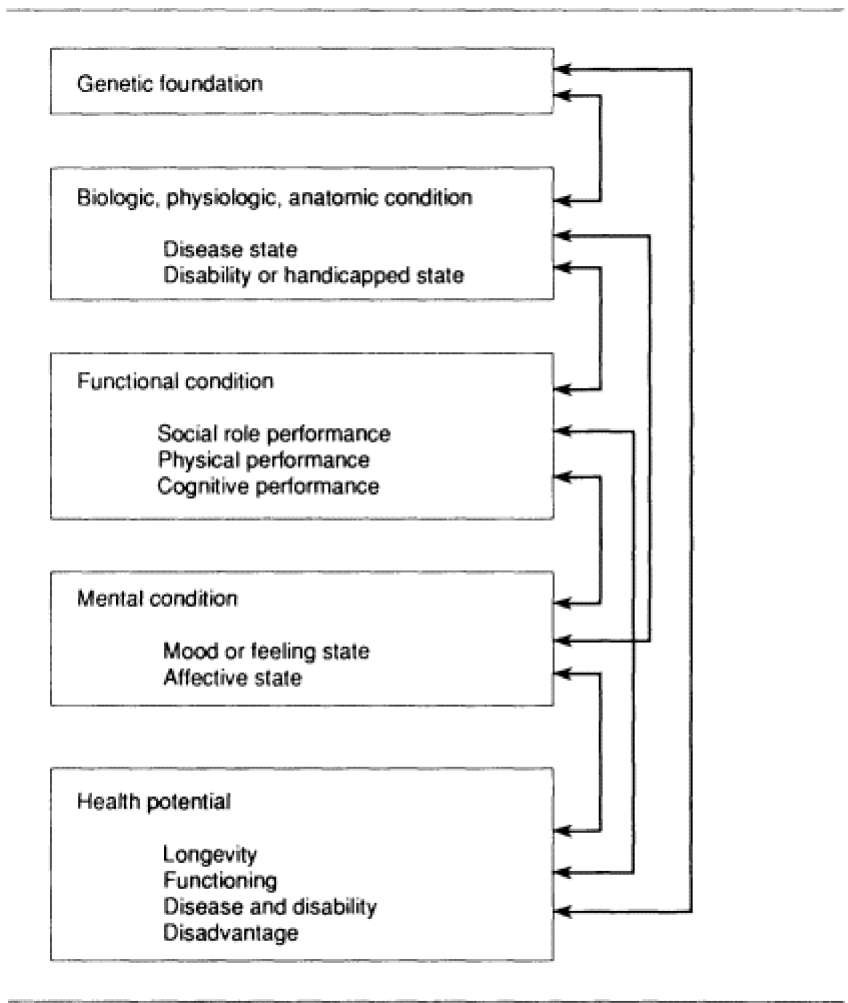 Genetic foundation
Biologic, physiologic, anatomic condition
Disease state
Disability or handicapped state
Functional condition
Social role performance
Physical performance
Cognitive performance
Mental condition
Mood or feeling state
Affective state
Health potential
Longevity
Functioning
Disease and disability
Disadvantage